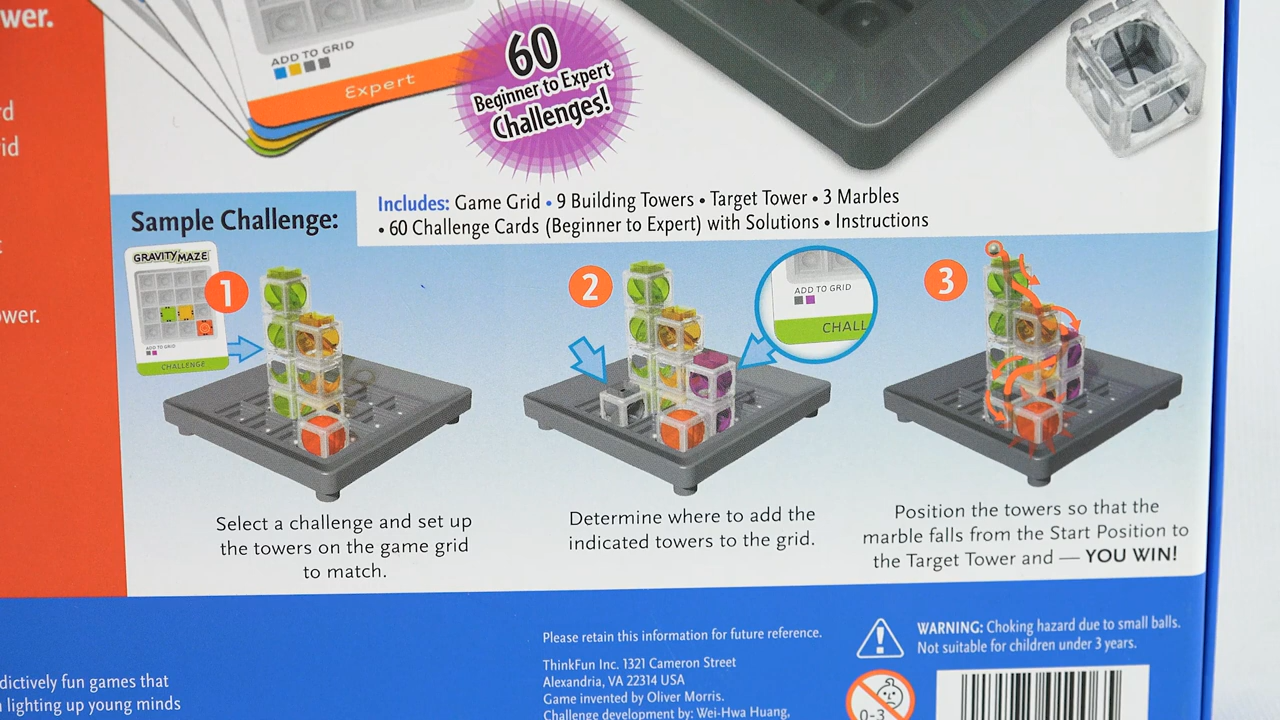 wer.
ADD TO GRID
Expert
60
Beginner to Expert
Challenges!
rd
id
Includes: Game Grid • 9 Building Towers • Target Tower • 3 Marbles
• 60 Challenge Cards (Beginner to Expert) with Solutions • Instructions
Sample Challenge:
GRAVITY MAZE
ADD TO GRID
CHALLENGE
1
2
ADD TO GRID
CHALL
3
ower.
Select a challenge and set up
the towers on the game grid
to match.
Determine where to add the
indicated towers to the grid.
Position the towers so that the
marble falls from the Start Position to
the Target Tower and — YOU WIN!
dictively fun games that
lighting up young minds
Please retain this information for future reference.
ThinkFun Inc. 1321 Cameron Street
Alexandria, VA 22314 USA
Game invented by Oliver Morris.
Challenge development by: Wei-Hwa Huang,
WARNING: Choking hazard due to small balls.
Not suitable for children under 3 years.
0-3